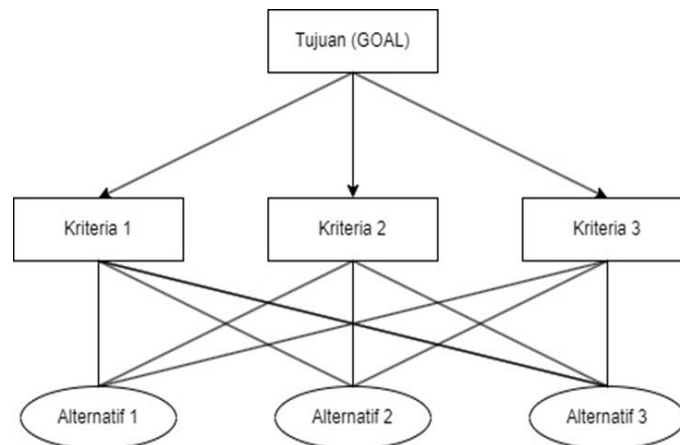 Tujuan (GOAL)
Kriteria 1
Kriteria 2
Kriteria 3
Alternatif 1
Alternatif 2
Alternatif 3